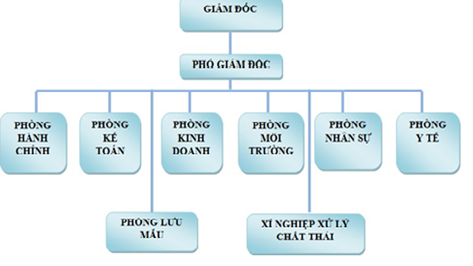 GIÁM ĐỐC
PHÓ GIÁM ĐỐC
PHÒNG
HÀNH
CHÍNH
PHÒNG
KẾ
TOÁN
PHÒNG
KINH
DOANH
PHÒNG
MÔI
TRƯỜNG
PHÒNG
NHÂN SỰ
PHÒNG
Y TẾ
PHÒNG LƯU
MẪU
XÍ NGHIỆP XỬ LÝ
CHẤT THẢI